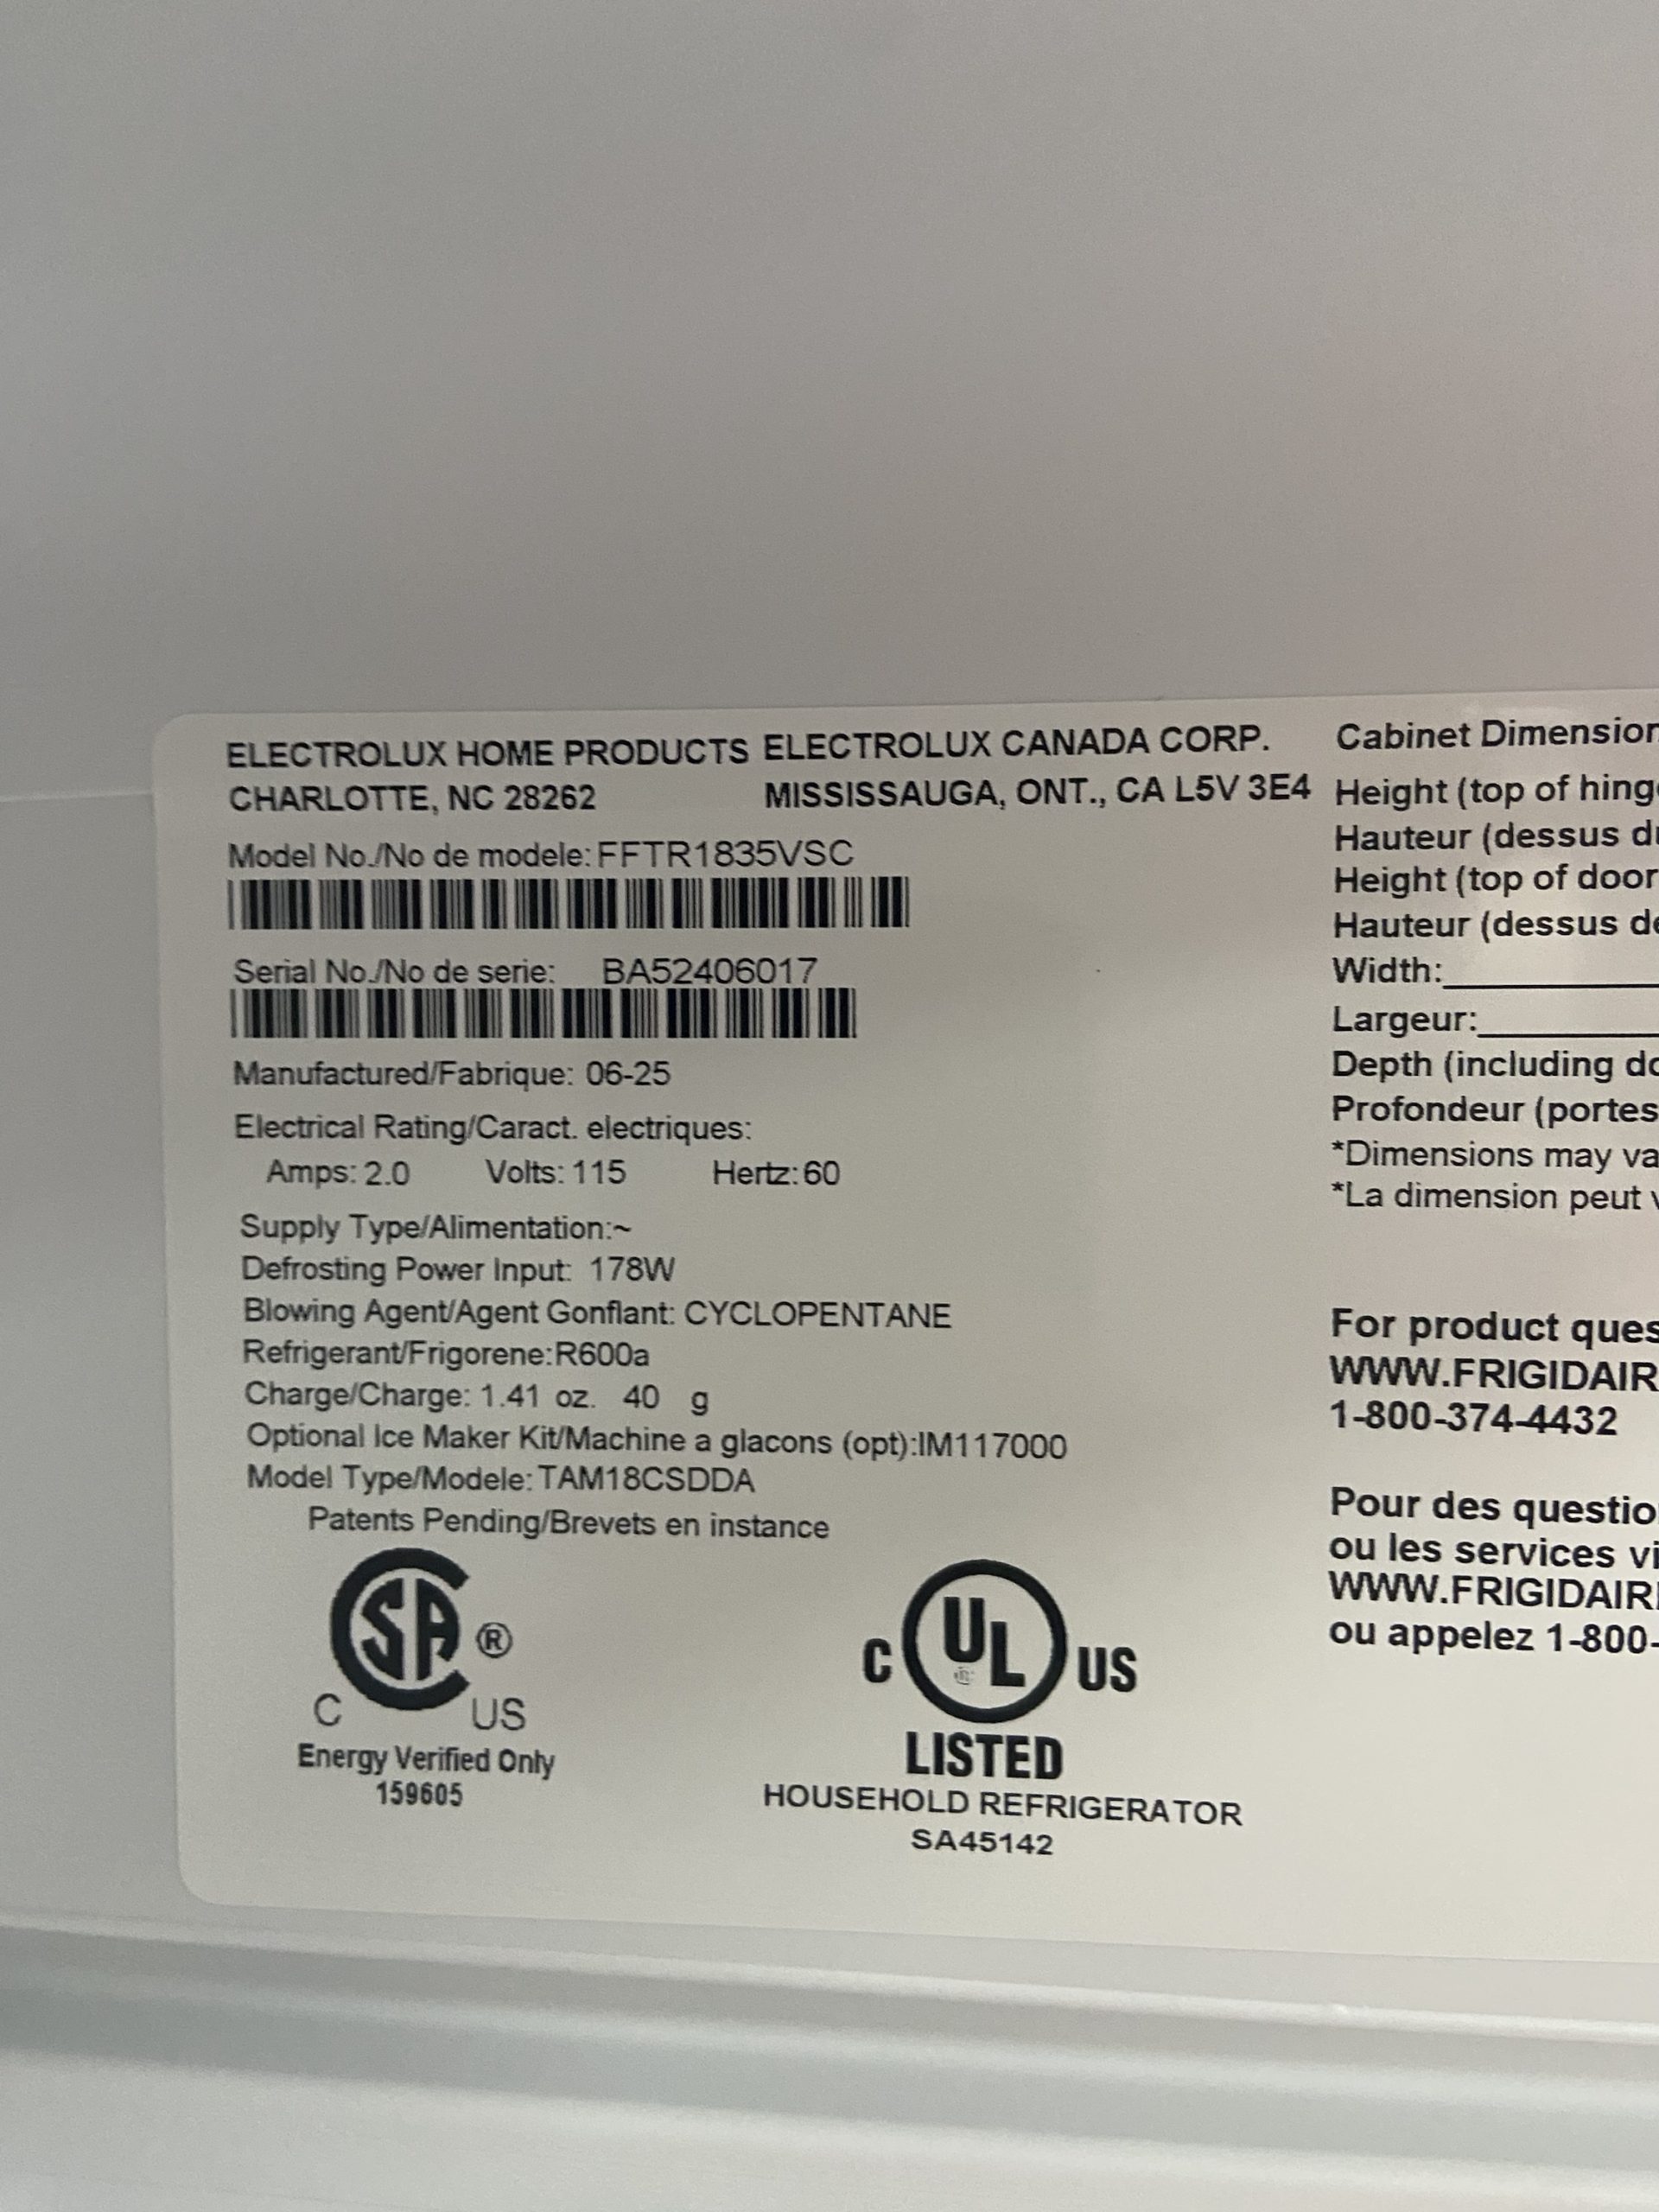 ELECTROLUX HOME PRODUCTS ELECTROLUX CANADA CORP.
CHARLOTTE, NC 28262 MISSISSAUGA, ONT., CA L5V 3E4
Model No./No de modele: FFTR1835VSC
Serial No./No de serie: BA52406017
Manufactured/Fabrique: 06-25
Electrical Rating/Caract. electriques:
Amps: 2.0 Volts: 115 Hertz: 60
Supply Type/Alimentation:~
Defrosting Power Input: 178W
Blowing Agent/Agent Gonflant: CYCLOPENTANE
Refrigerant/Frigorene:R600a
Charge/Charge: 1.41 oz. 40 g
Optional Ice Maker Kit/Machine a glacons (opt):IM117000
Model Type/Modele: TAM18CSDDA
Patents Pending/Brevets en instance
SA ®
C US
Energy Verified Only
159605
C UL US
LISTED
HOUSEHOLD REFRIGERATOR
SA45142
Cabinet Dimension
Height (top of hing
Hauteur (dessus d
Height (top of door
Hauteur (dessus de
Width:
Largeur:
Depth (including do
Profondeur (portes
*Dimensions may va
*La dimension peut
For product ques
WWW.FRIGIDAIR
1-800-374-4432
Pour des questio
ou les services vi
WWW.FRIGIDAIR
ou appelez 1-800-